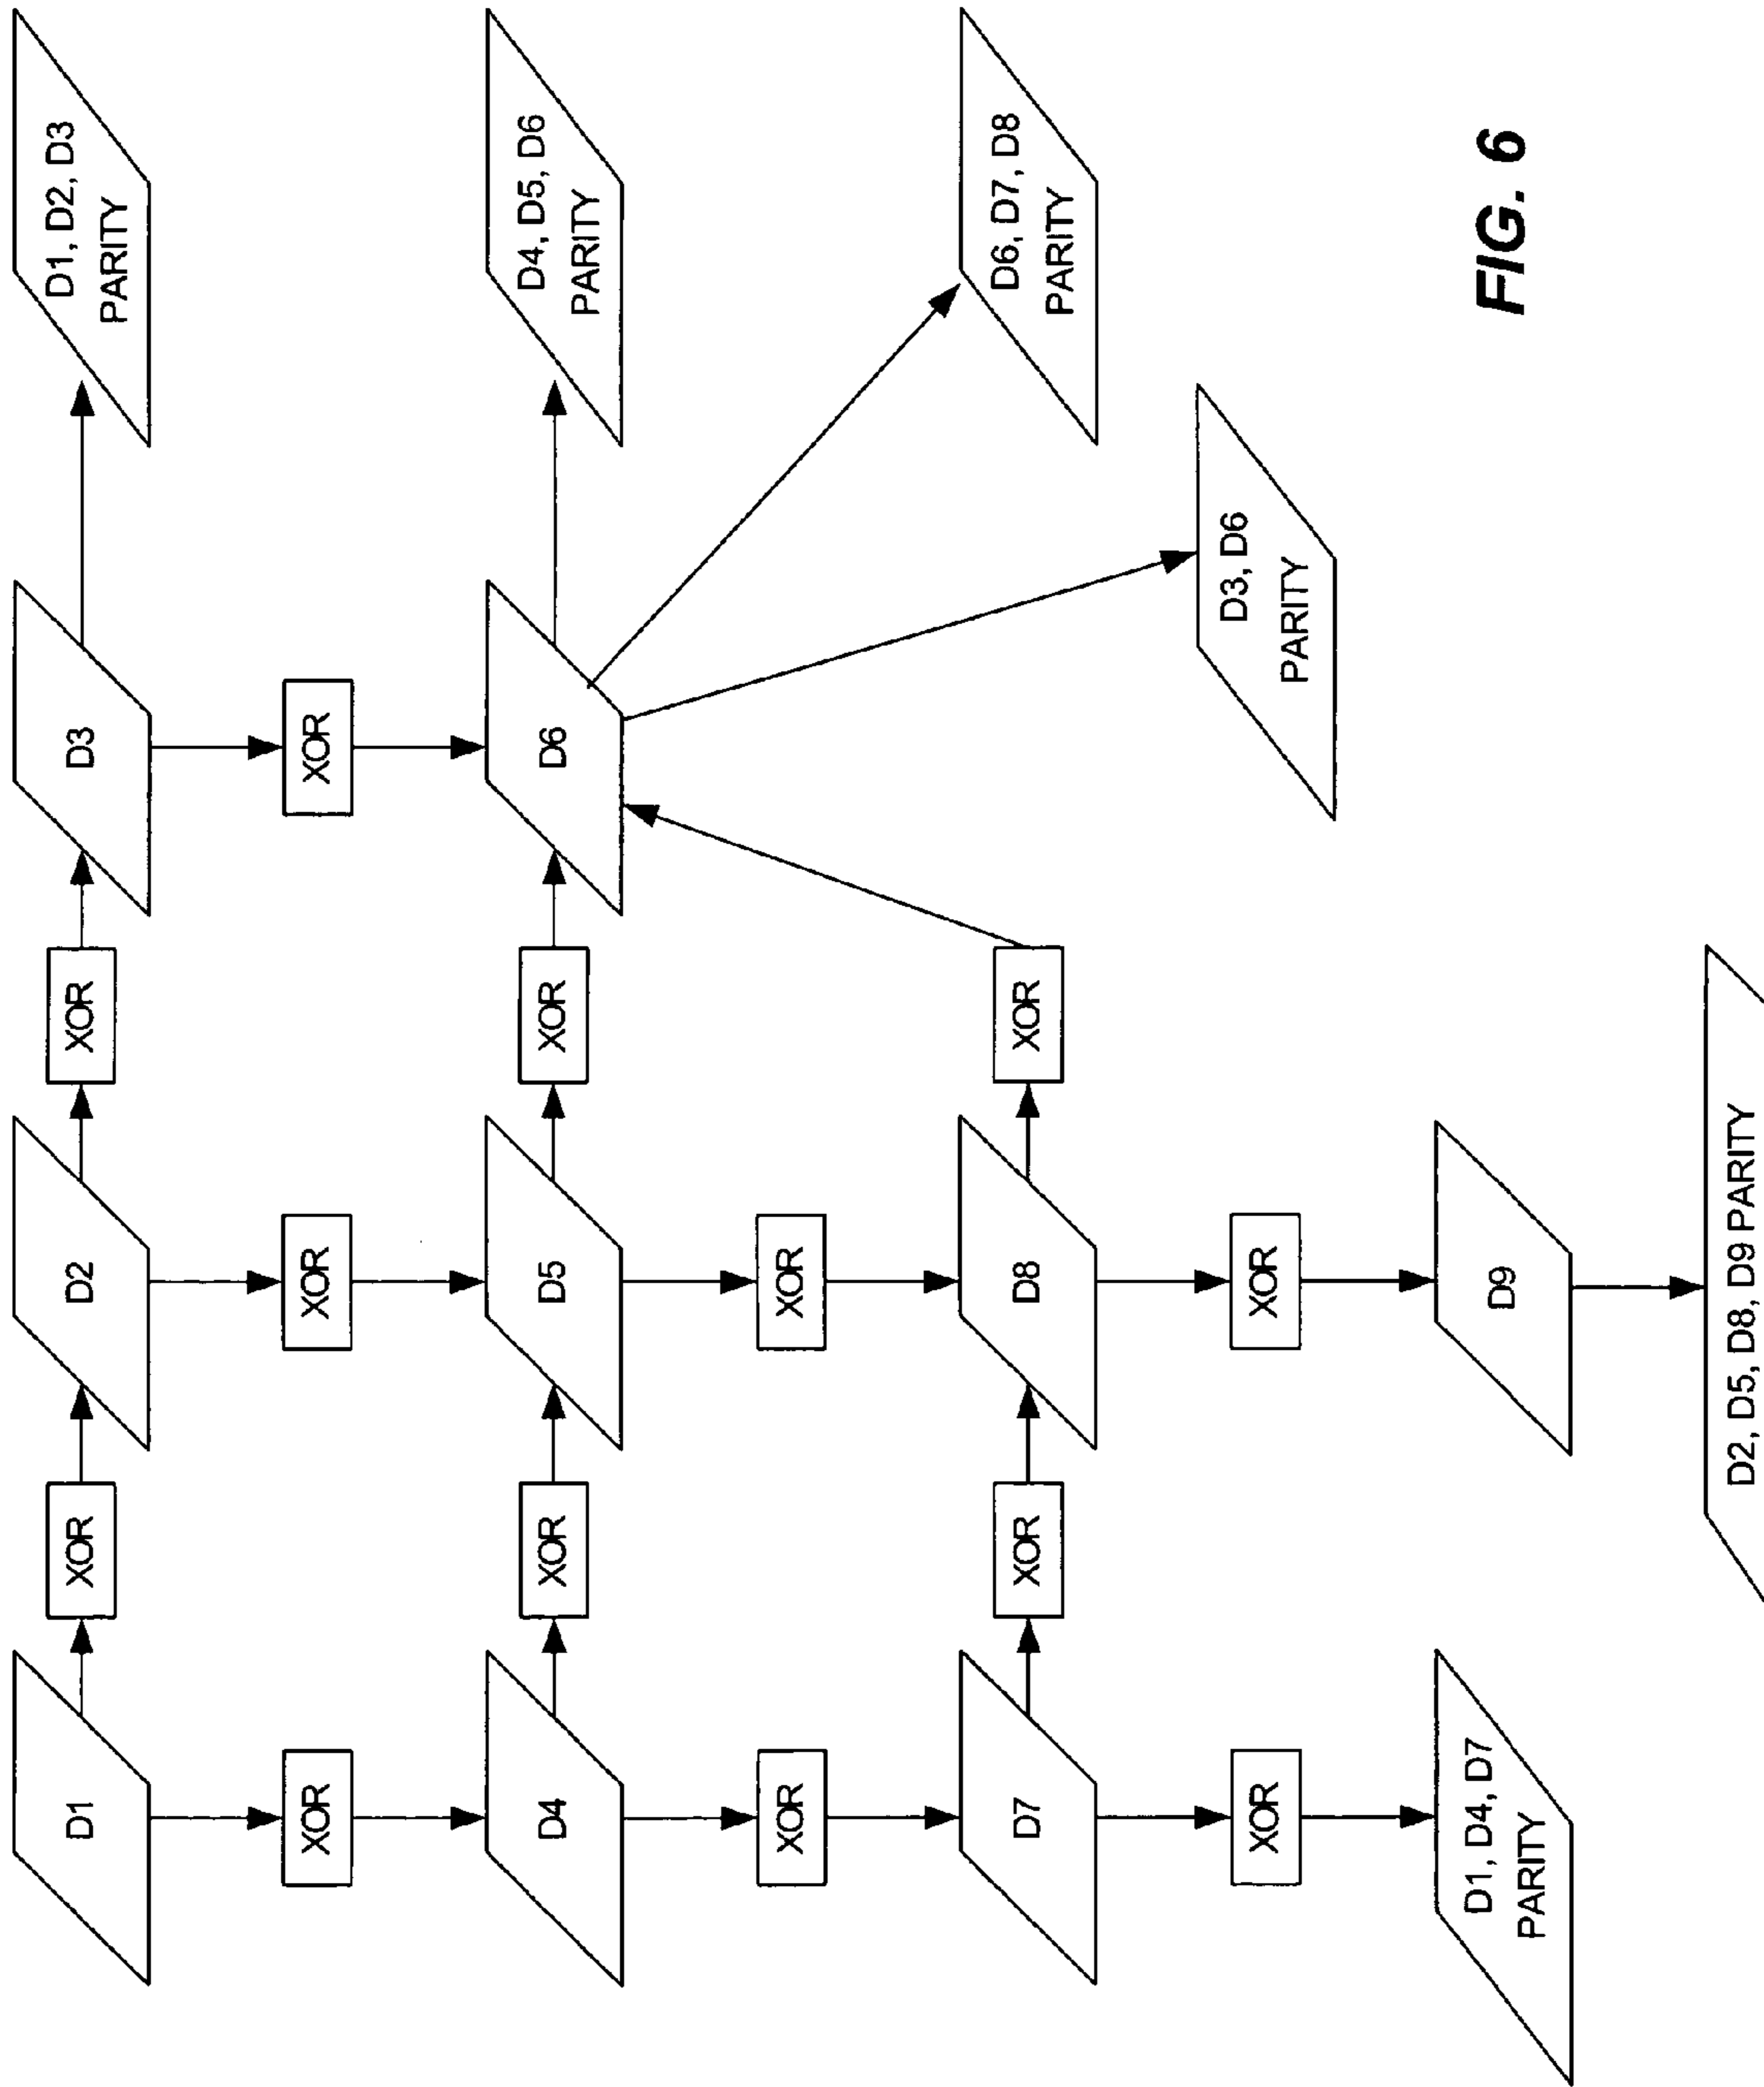 D1
XOR
D2
XOR
D3
D1, D2, D3
PARITY
XOR
XOR
XOR
D4
XOR
D5
XOR
D6
D4, D5, D6
PARITY
XOR
XOR
D7
XOR
D8
XOR
D6, D7, D8
PARITY
XOR
XOR
D3, D6
PARITY
D1, D4, D7
PARITY
D9
D2, D5, D8, D9 PARITY
FIG. 6